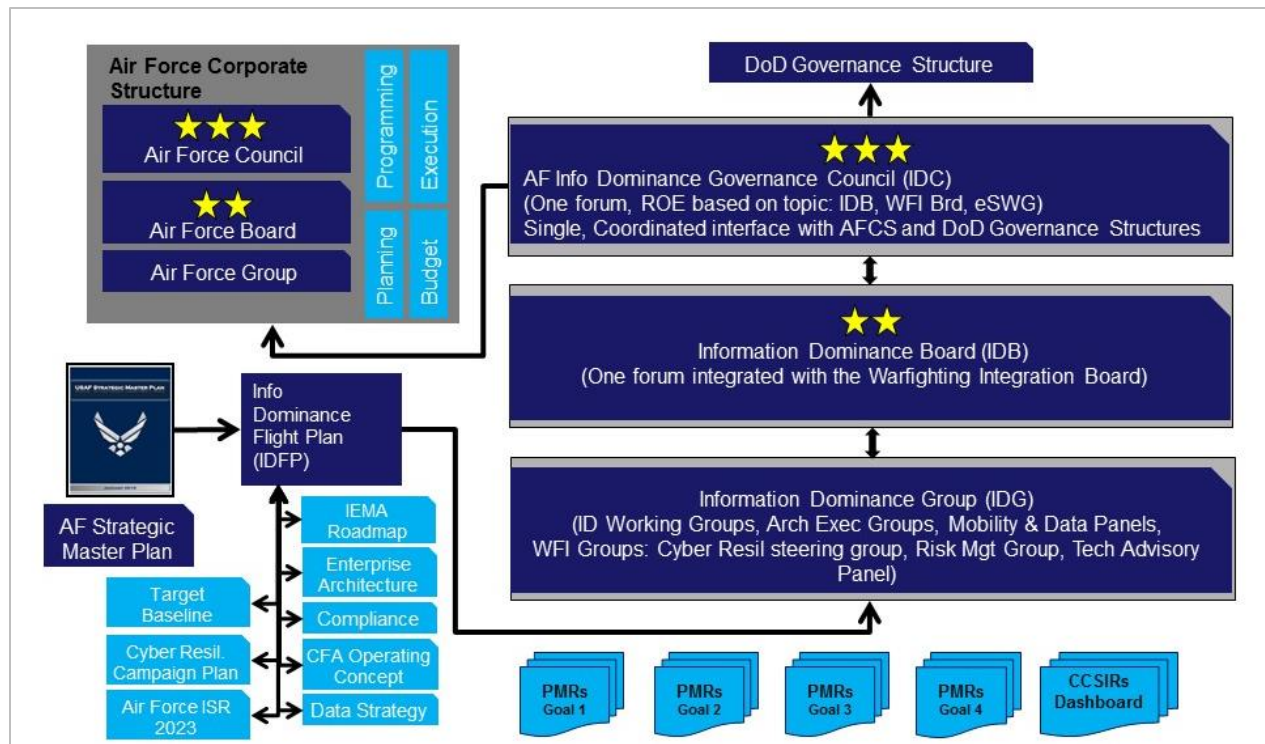 Air Force Corporate
Structure
Air Force Council
Air Force Board
Air Force Group
Programming
Execution
Planning
Budget
DoD Governance Structure
AF Info Dominance Governance Council (IDC)
(One forum, ROE based on topic: IDB, WFI Brd, eSWG)
Single, Coordinated interface with AFCS and DoD Governance Structures
Information Dominance Board (IDB)
(One forum integrated with the Warfighting Integration Board)
Information Dominance Group (IDG)
(ID Working Groups, Arch Exec Groups, Mobility & Data Panels,
WFI Groups: Cyber Resil steering group, Risk Mgt Group, Tech Advisory
Panel)
USAF STRATEGIC MASTER PLAN
AF Strategic
Master Plan
Info
Dominance
Flight Plan
(IDFP)
IEMA
Roadmap
Enterprise
Architecture
Compliance
CFA Operating
Concept
Data Strategy
Target
Baseline
Cyber Resil.
Campaign Plan
Air Force ISR
2023
PMRs
Goal 1
PMRs
Goal 2
PMRs
Goal 3
PMRs
Goal 4
CCSIRs
Dashboard